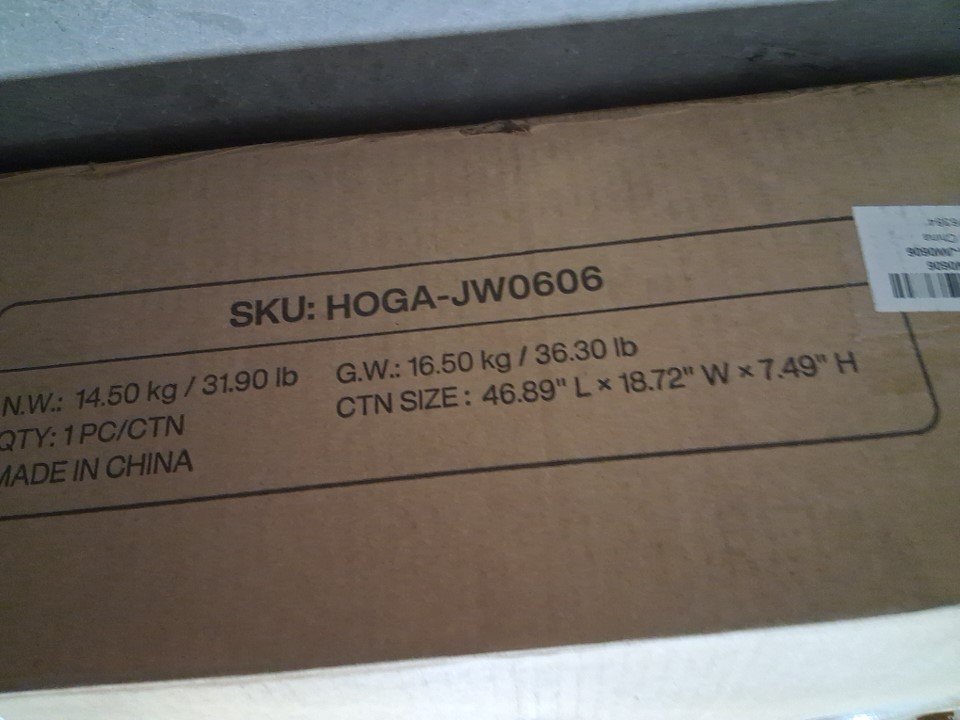 SKU: HOGA-JW0606
N.W.: 14.50 kg / 31.90 lb
G.W.: 16.50 kg / 36.30 lb
QTY: 1 PC/CTN
CTN SIZE: 46.89" L × 18.72" W × 7.49" H
MADE IN CHINA
China